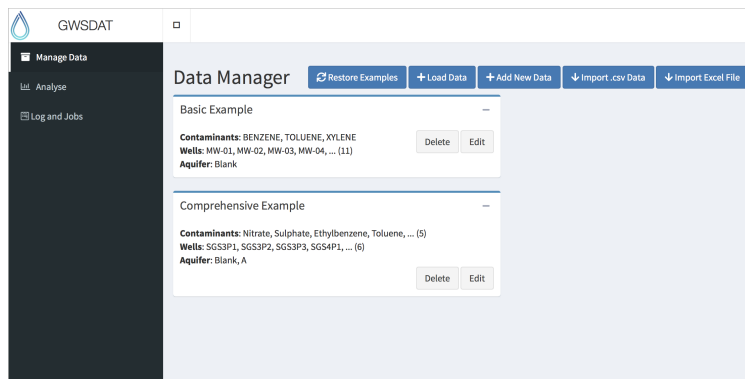 GWSDAT
Manage Data
Analyse
Log and Jobs
Data Manager
Restore Examples
+ Load Data
+ Add New Data
Import .csv Data
Import Excel File
Basic Example
Contaminants: BENZENE, TOLUENE, XYLENE
Wells: MW-01, MW-02, MW-03, MW-04, ... (11)
Aquifer: Blank
Delete
Edit
Comprehensive Example
Contaminants: Nitrate, Sulphate, Ethylbenzene, Toluene, ... (5)
Wells: SGS3P1, SGS3P2, SGS3P3, SGS4P1, ... (6)
Aquifer: Blank, A
Delete
Edit